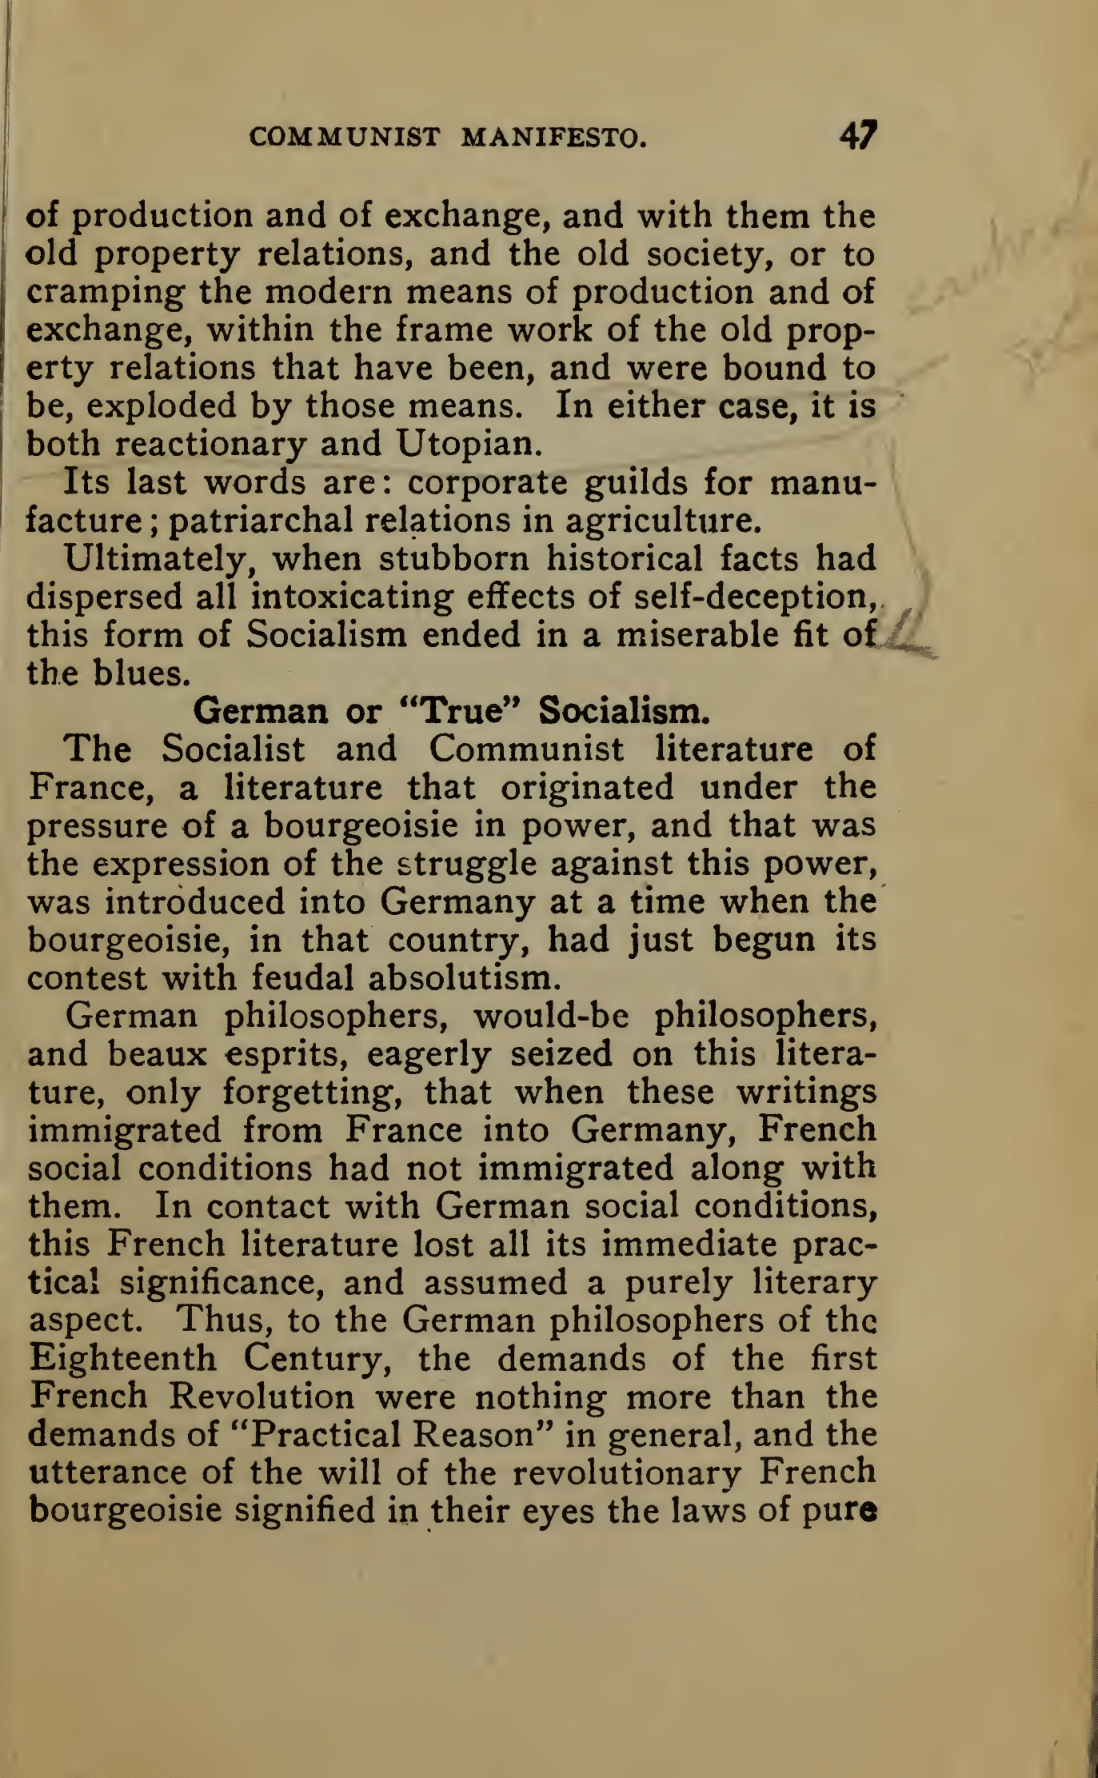 COMMUNIST MANIFESTO. 47
of production and of exchange, and with them the
old property relations, and the old society, or to
cramping the modern means of production and of
exchange, within the frame work of the old prop-
erty relations that have been, and were bound to
be, exploded by those means. In either case, it is
both reactionary and Utopian.
Its last words are: corporate guilds for manu-
facture; patriarchal relations in agriculture.
Ultimately, when stubborn historical facts had
dispersed all intoxicating effects of self-deception,
this form of Socialism ended in a miserable fit of
the blues.
German or “True” Socialism.
The Socialist and Communist literature of
France, a literature that originated under the
pressure of a bourgeoisie in power, and that was
the expression of the struggle against this power,
was introduced into Germany at a time when the
bourgeoisie, in that country, had just begun its
contest with feudal absolutism.
German philosophers, would-be philosophers,
and beaux esprits, eagerly seized on this litera-
ture, only forgetting, that when these writings
immigrated from France into Germany, French
social conditions had not immigrated along with
them. In contact with German social conditions,
this French literature lost all its immediate prac-
tical significance, and assumed a purely literary
aspect. Thus, to the German philosophers of the
Eighteenth Century, the demands of the first
French Revolution were nothing more than the
demands of “Practical Reason” in general, and the
utterance of the will of the revolutionary French
bourgeoisie signified in their eyes the laws of pure